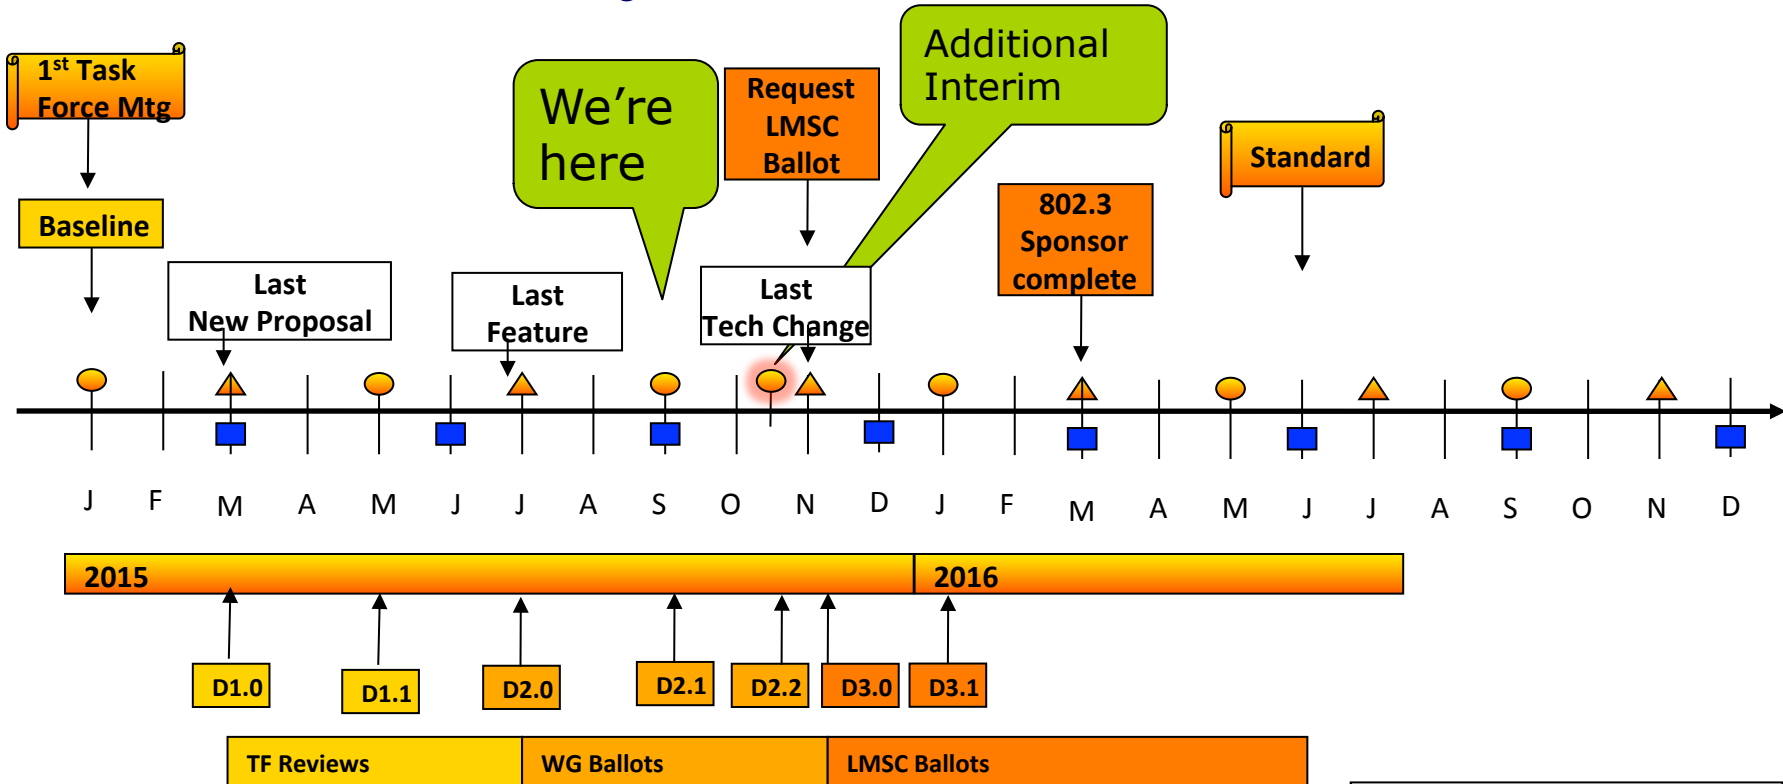 1st Task
Force Mtg
Baseline
Last
New Proposal
Last
Feature
We're
here
Request
LMSC
Ballot
Additional
Interim
Last
Tech Change
802.3
Sponsor
complete
Standard
J F M A M J J A S O N D J F M A M J J A S O N D
2015 2016
D1.0 D1.1 D2.0 D2.1 D2.2 D3.0 D3.1
TF Reviews WG Ballots LMSC Ballots